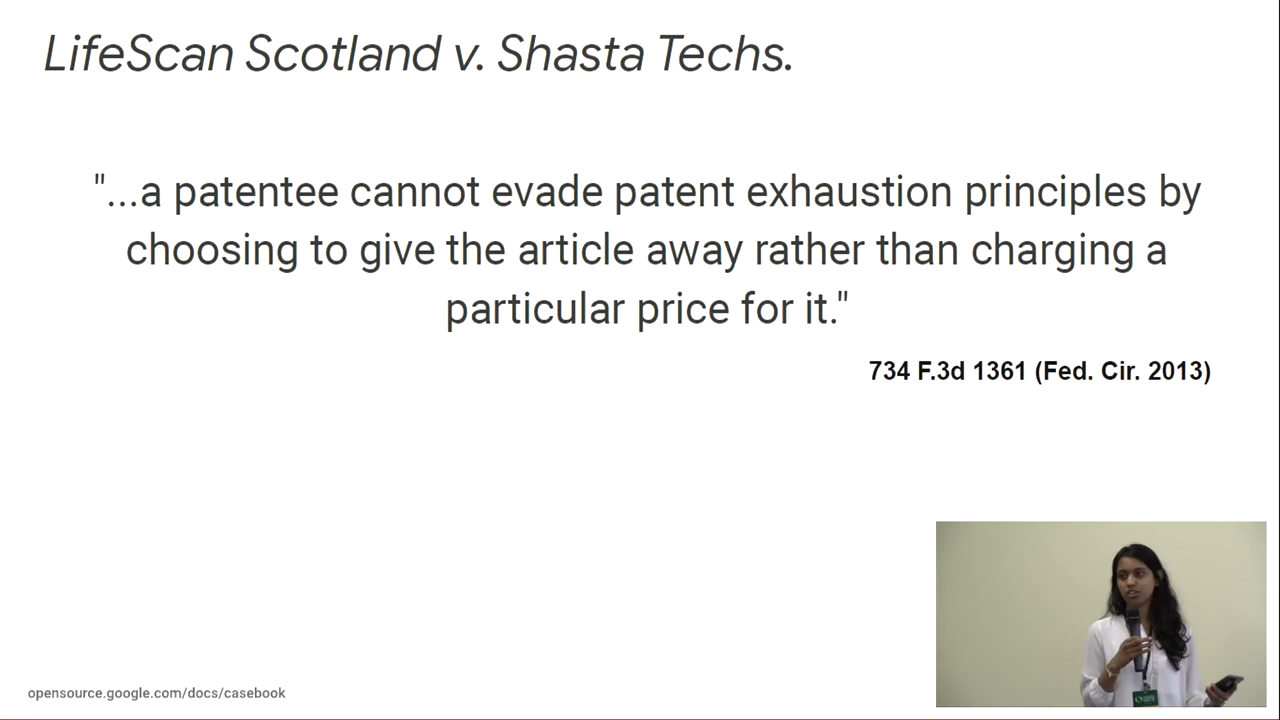 LifeScan Scotland v. Shasta Techs.
"...a patentee cannot evade patent exhaustion principles by
choosing to give the article away rather than charging a
particular price for it."
734 F.3d 1361 (Fed. Cir. 2013)
opensource.google.com/docs/casebook